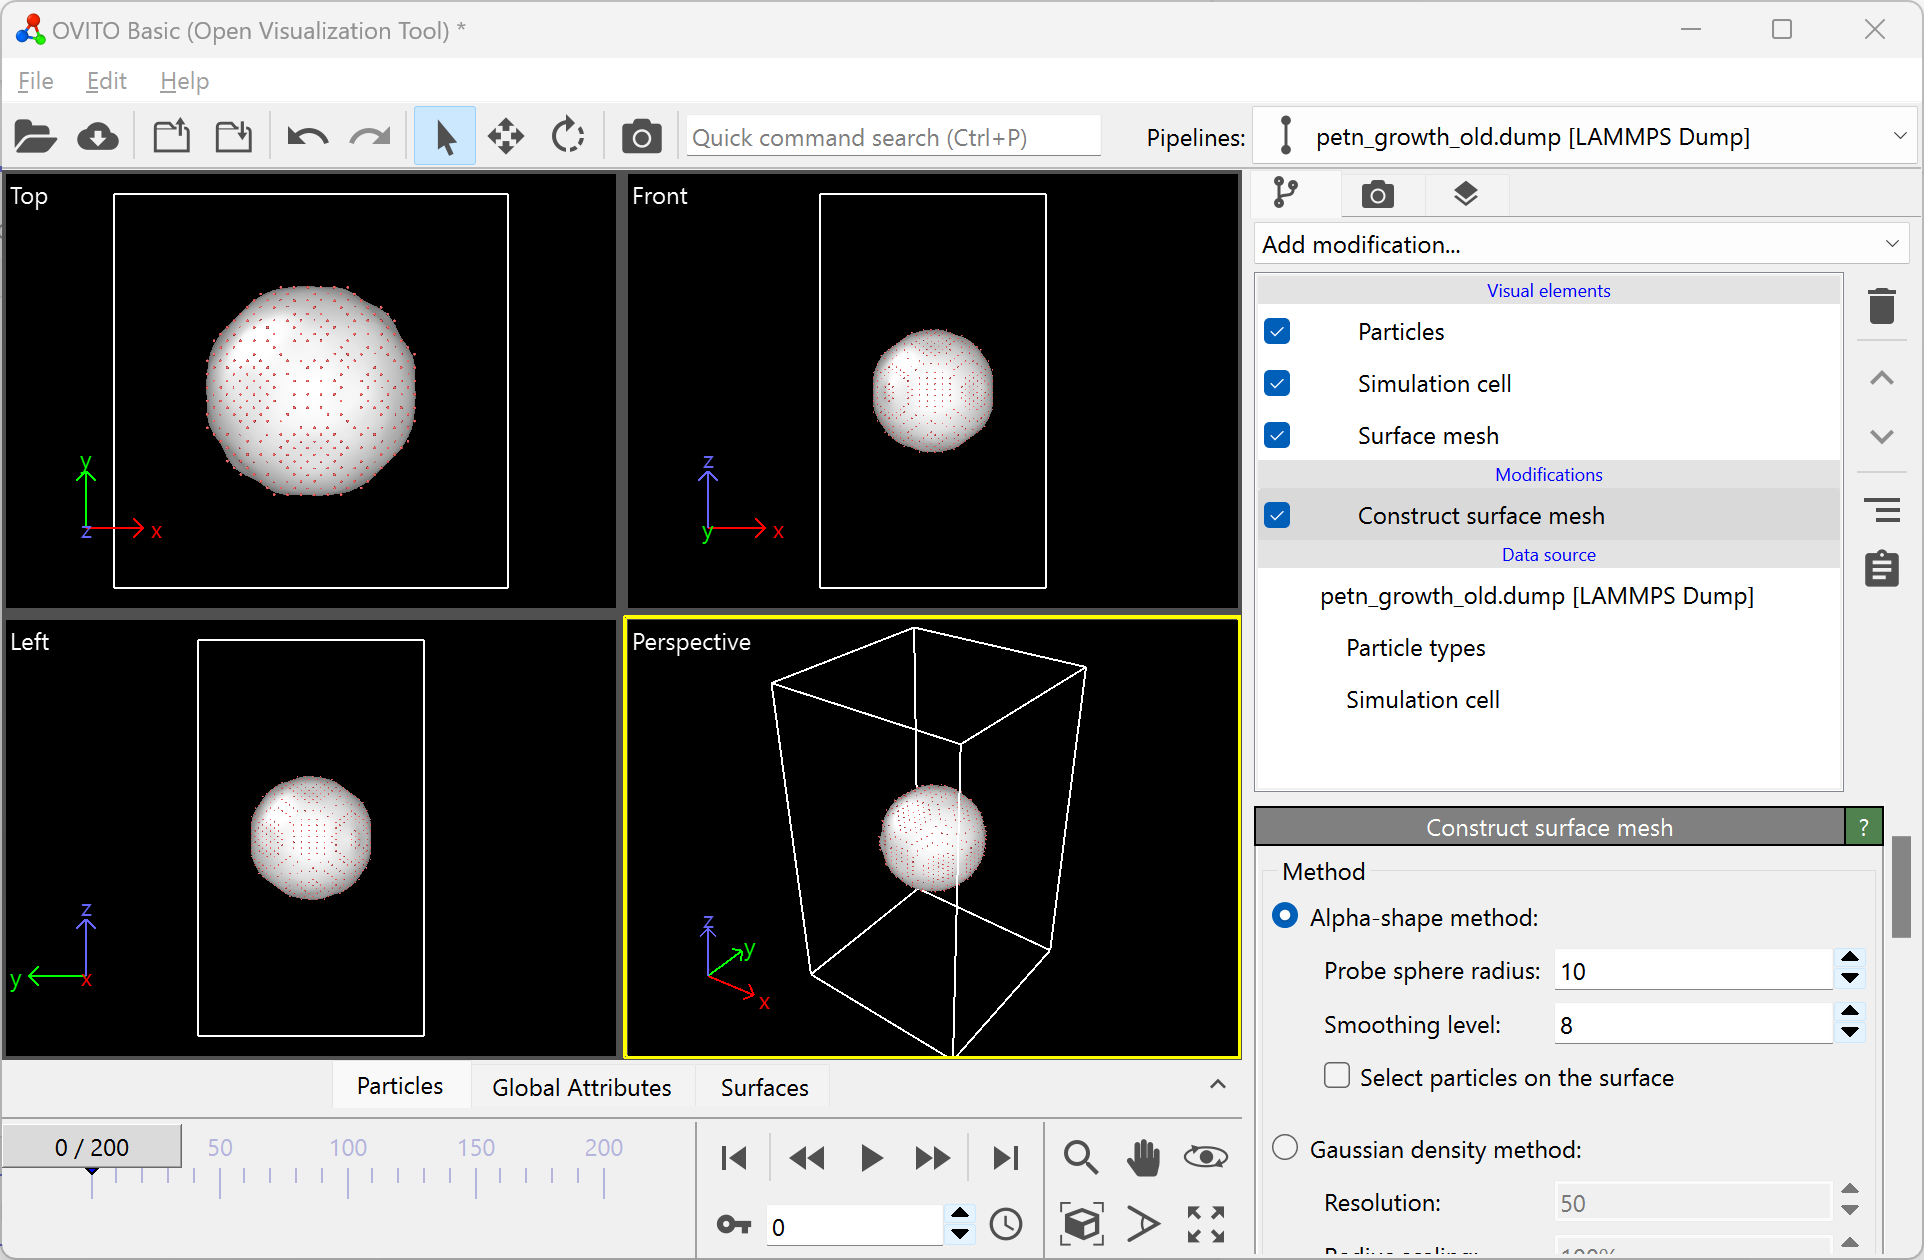 OVITO Basic (Open Visualization Tool) *
File Edit Help
Quick command search (Ctrl+P)
Pipelines:
petn_growth_old.dump [LAMMPS Dump]
Top
y
z
x
Front
z
y
x
Left
z
y
x
Perspective
z
y
x
Add modification...
Visual elements
Particles
Simulation cell
Surface mesh
Modifications
Construct surface mesh
Data source
petn_growth_old.dump [LAMMPS Dump]
Particle types
Simulation cell
Construct surface mesh
?
Method
Alpha-shape method:
Probe sphere radius: 10
Smoothing level: 8
Select particles on the surface
Gaussian density method:
Resolution: 50
Radius scaling: 100%
Particles Global Attributes Surfaces
0 / 200
50 100 150 200
0